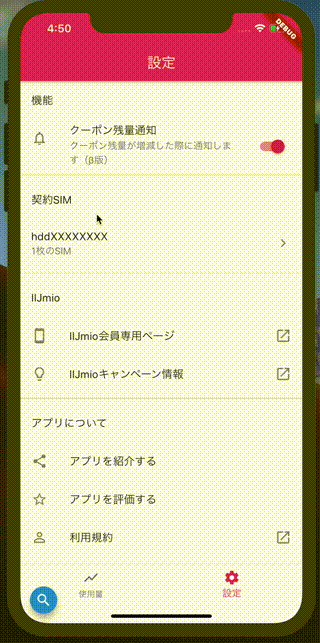 4:50
DEBUG
設定
機能
クーポン残量通知
クーポン残量が増減した際に通知しま
す（β版）
契約SIM
hddXXXXXXXX
1枚のSIM
IIJmio
IIJmio会員専用ページ
IIJmioキャンペーン情報
アプリについて
アプリを紹介する
アプリを評価する
利用規約
使用量
設定